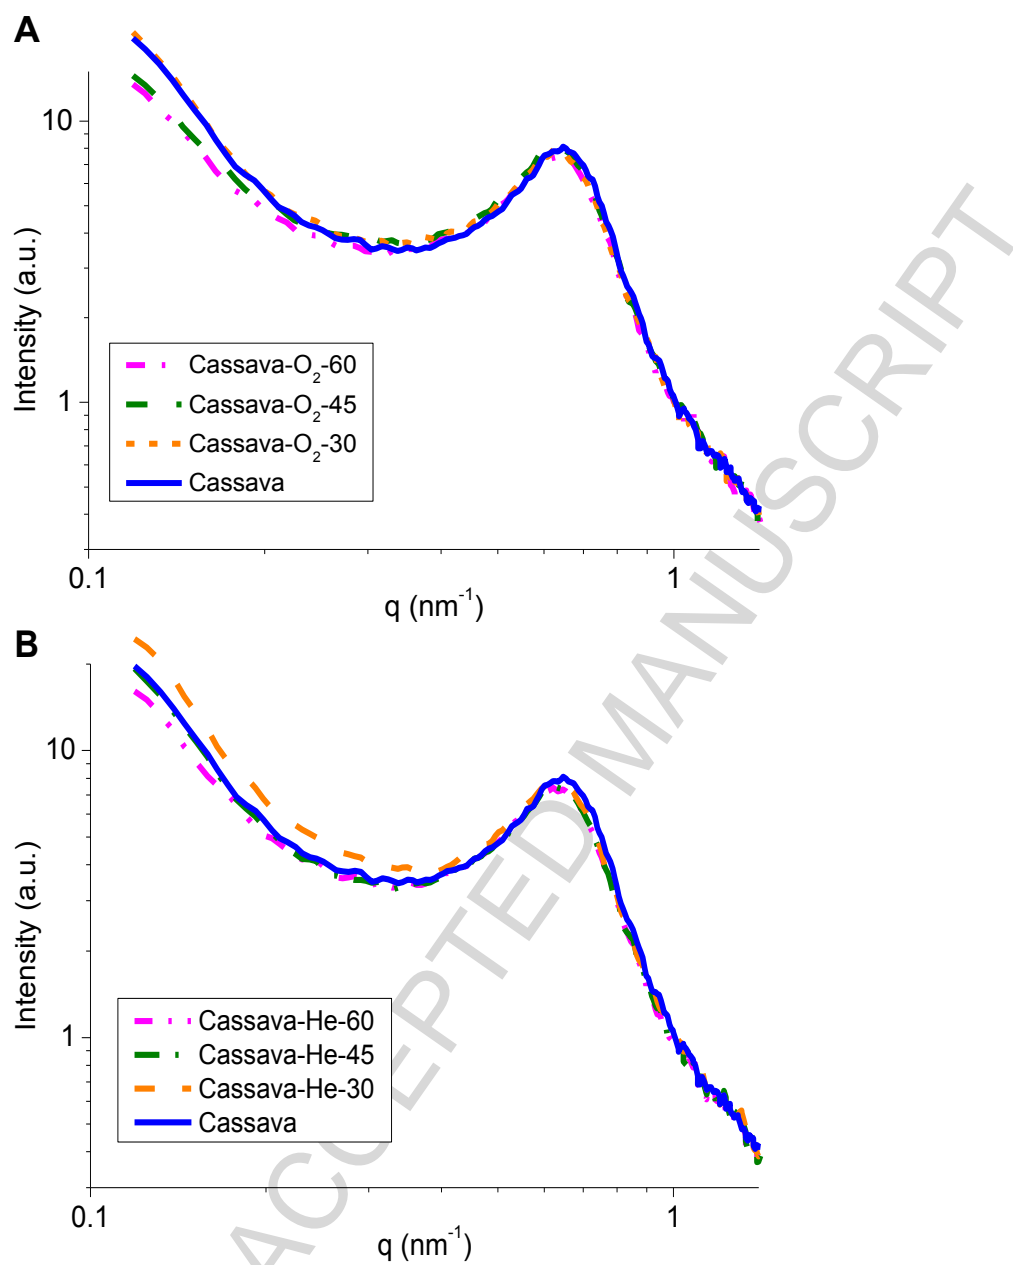 A
10
1
0.1
1
Intensity (a.u.)
q (nm⁻¹)
Cassava-O₂-60
Cassava-O₂-45
Cassava-O₂-30
Cassava
B
10
1
0.1
1
Intensity (a.u.)
q (nm⁻¹)
Cassava-He-60
Cassava-He-45
Cassava-He-30
Cassava
ACCEPTED MANUSCRIPT